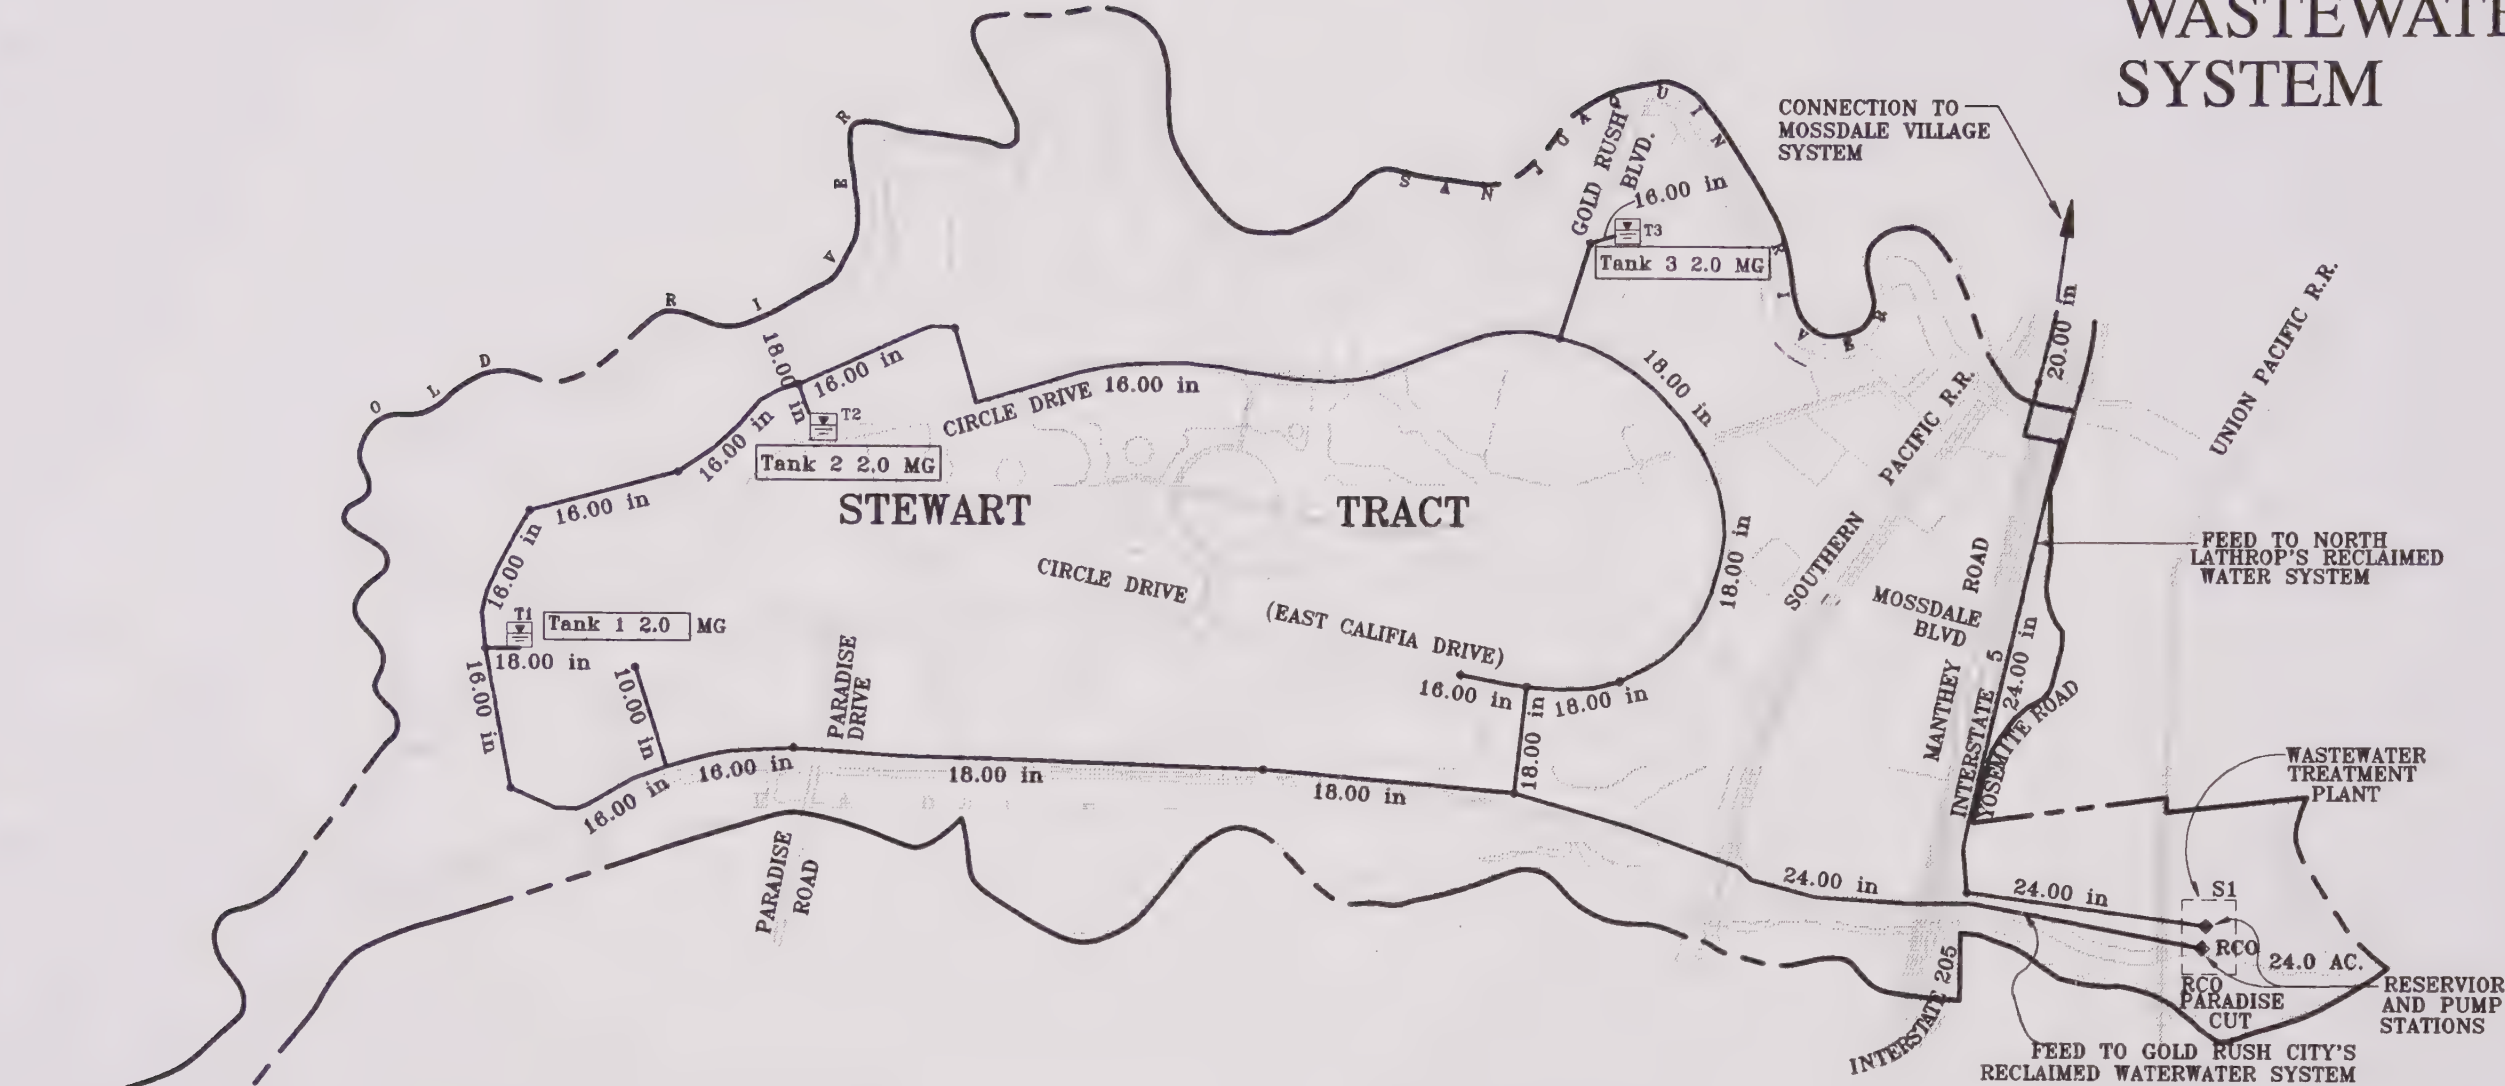 WASTEWATE
SYSTEM
CONNECTION TO
MOSSDALE VILLAGE
SYSTEM
OLD RIVER
SAN JOAQUIN RIVER
GOLD RUSH
BLVD.
16.00 in
T3
Tank 3 2.0 MG
20.00 in
UNION PACIFIC R.R.
18.00 in
16.00 in
T2
Tank 2 2.0 MG
16.00 in
CIRCLE DRIVE
16.00 in
18.00 in
SOUTHERN PACIFIC R.R.
16.00 in
STEWART TRACT
16.00 in
18.00 in
FEED TO NORTH
LATHROP'S RECLAIMED
WATER SYSTEM
CIRCLE DRIVE
(EAST CALIFIA DRIVE)
MOSSDALE
BLVD
MANTHEY ROAD
INTERSTATE 5
24.00 in
YOSEMITE ROAD
T1
Tank 1 2.0 MG
18.00 in
16.00 in
10.00 in
PARADISE
DRIVE
16.00 in
18.00 in
18.00 in
16.00 in
18.00 in
18.00 in
16.00 in
WASTEWATER
TREATMENT
PLANT
PARADISE
ROAD
24.00 in
24.00 in
S1
RCO
24.0 AC.
RCO
PARADISE
CUT
RESERVIOR
AND PUMP
STATIONS
INTERSTATE 205
FEED TO GOLD RUSH CITY'S
RECLAIMED WATERWATER SYSTEM